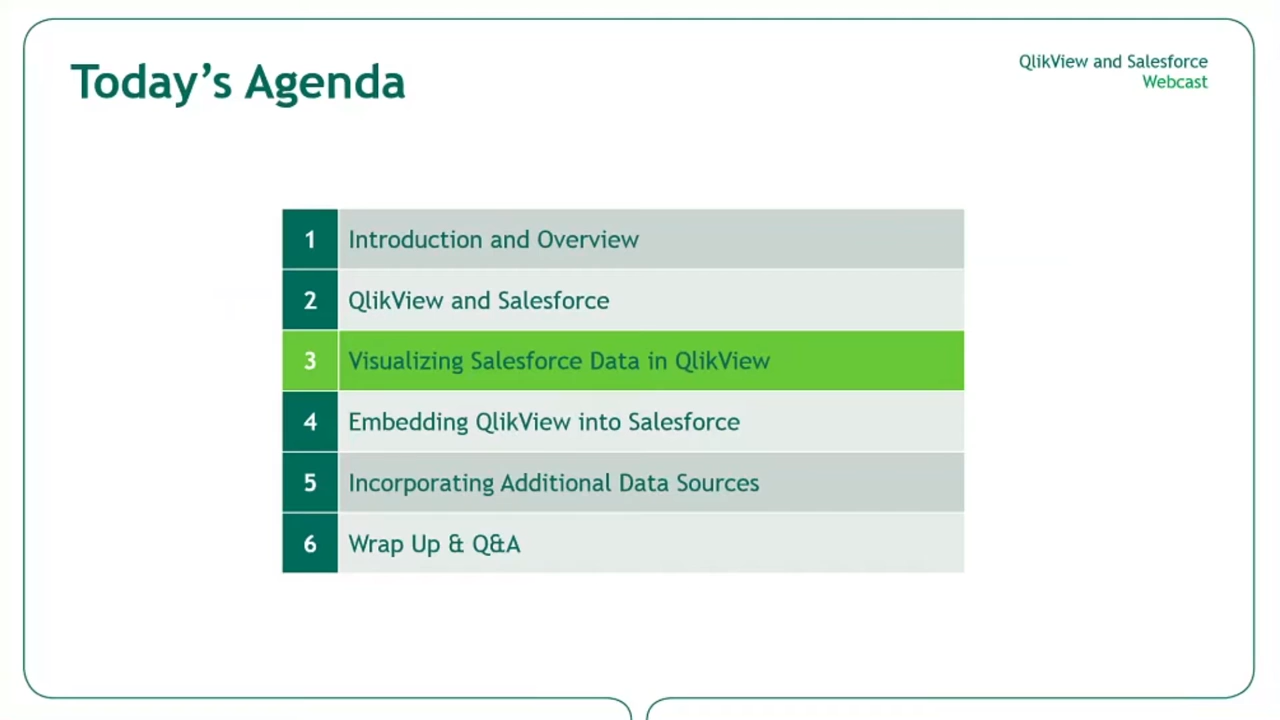 Today’s Agenda
QlikView and Salesforce
Webcast
1 Introduction and Overview
2 QlikView and Salesforce
3 Visualizing Salesforce Data in QlikView
4 Embedding QlikView into Salesforce
5 Incorporating Additional Data Sources
6 Wrap Up & Q&A